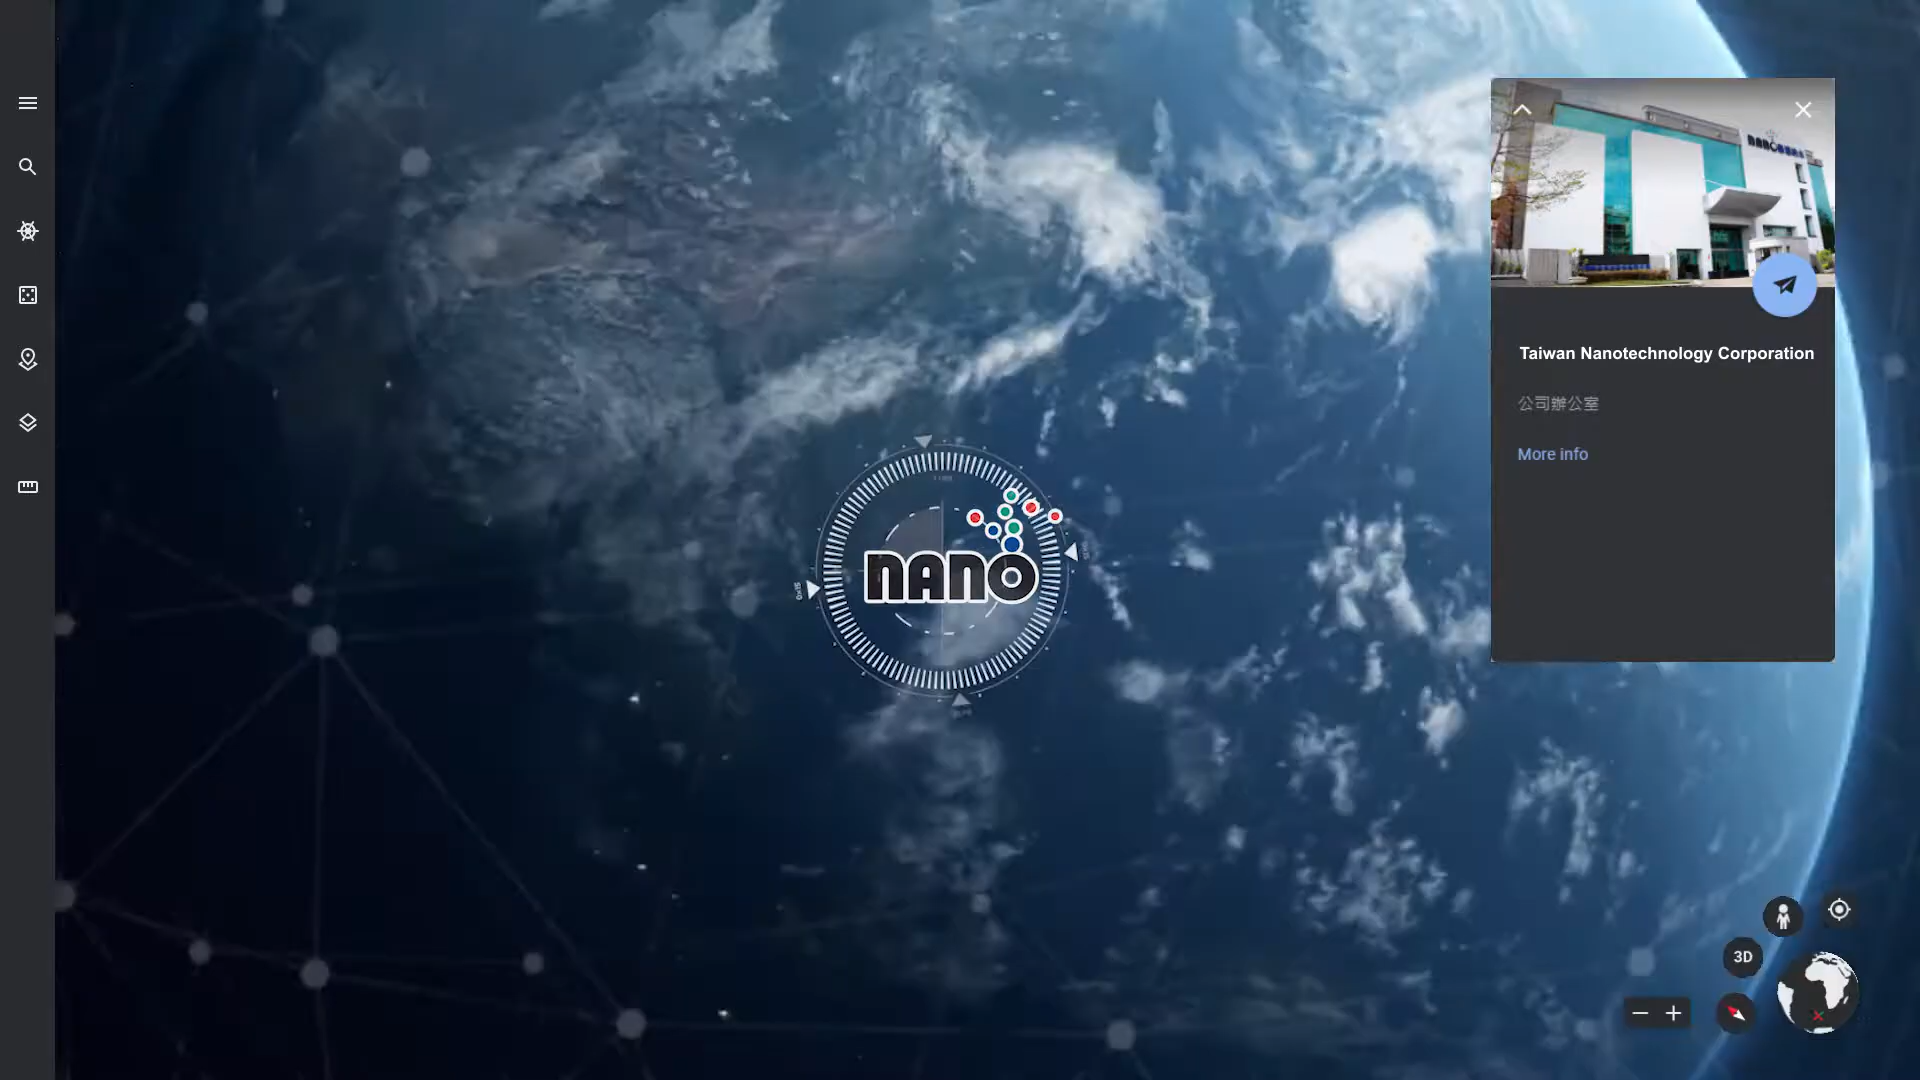 nano
Taiwan Nanotechnology Corporation
公司辦公室
More info
3D